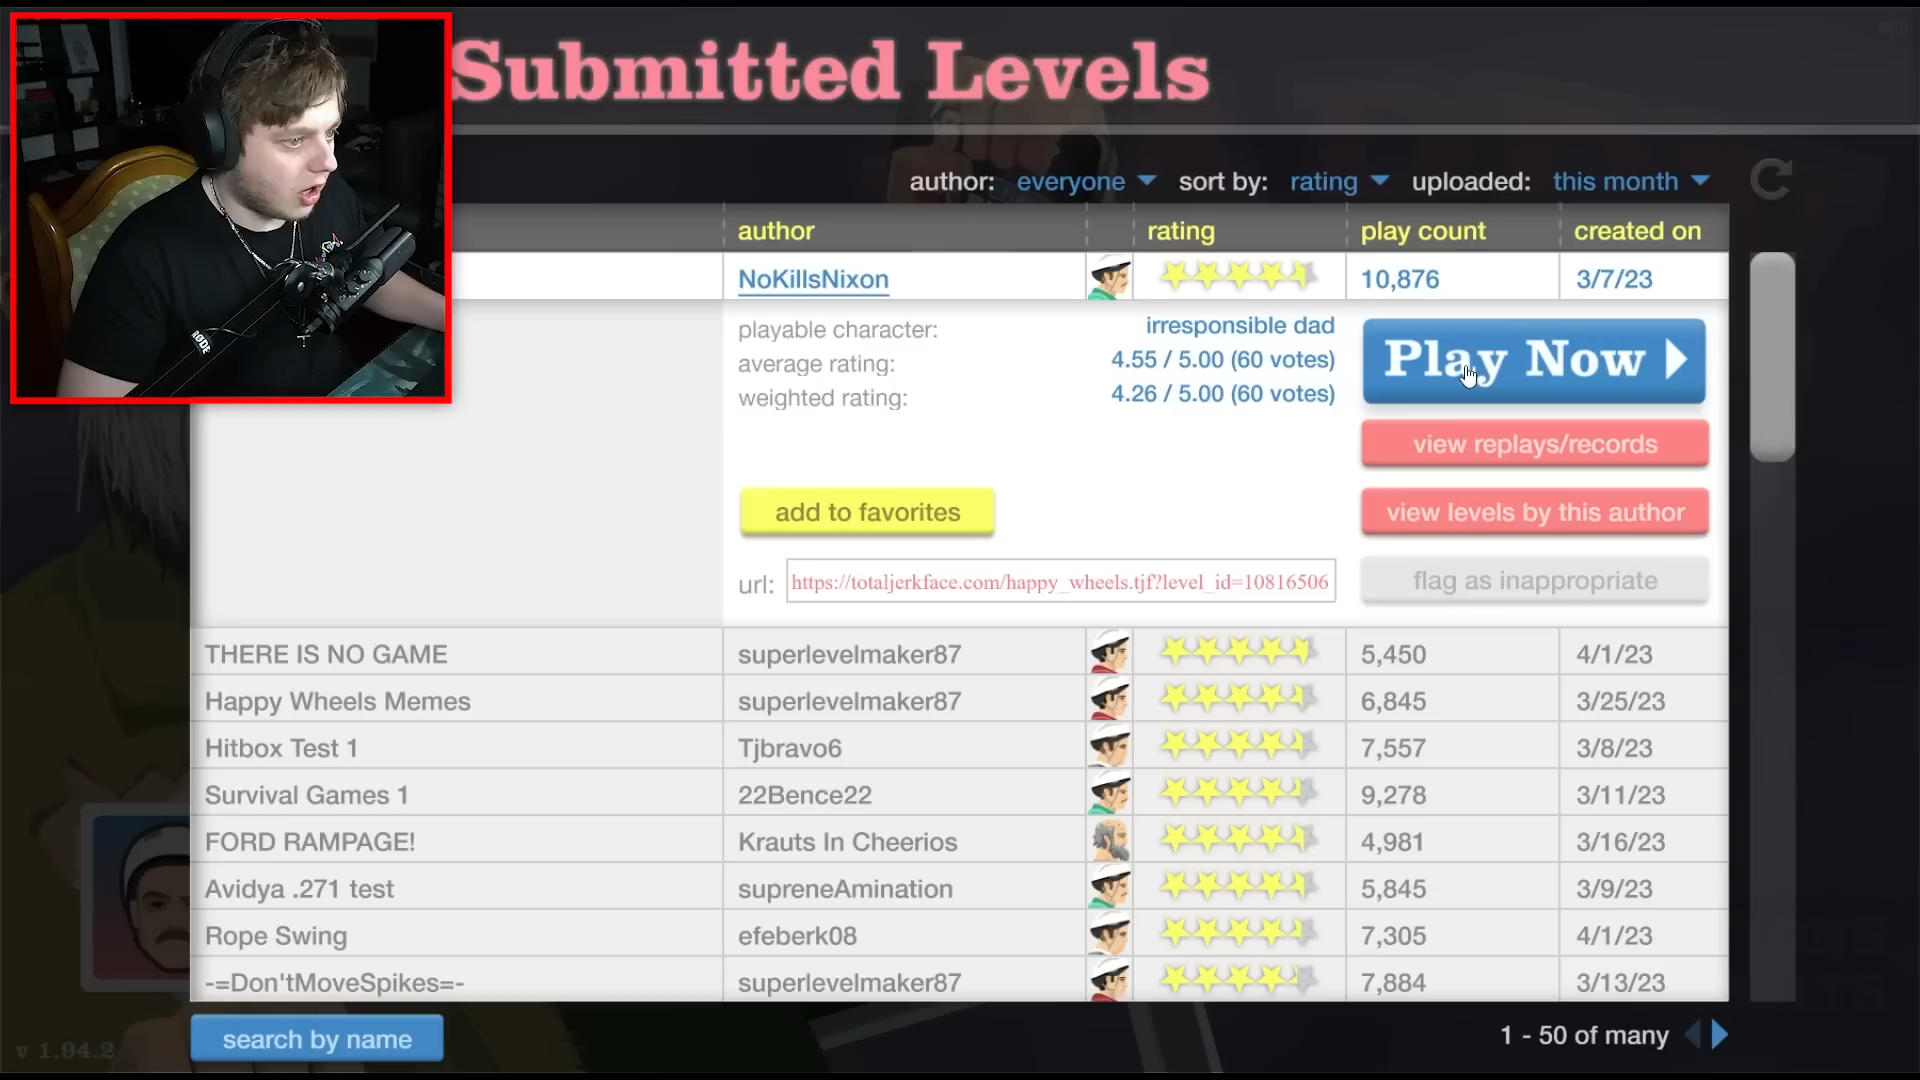 Submitted Levels
author: everyone sort by: rating uploaded: this month
author rating play count created on
NoKillsNixon 10,876 3/7/23
playable character: irresponsible dad
average rating: 4.55 / 5.00 (60 votes)
weighted rating: 4.26 / 5.00 (60 votes)
Play Now
view replays/records
add to favorites
view levels by this author
url: https://totaljerkface.com/happy_wheels.tjf?level_id=10816506
flag as inappropriate
THERE IS NO GAME superlevelmaker87 5,450 4/1/23
Happy Wheels Memes superlevelmaker87 6,845 3/25/23
Hitbox Test 1 Tjbravo6 7,557 3/8/23
Survival Games 1 22Bence22 9,278 3/11/23
FORD RAMPAGE! Krauts In Cheerios 4,981 3/16/23
Avidya .271 test supreneAmination 5,845 3/9/23
Rope Swing efeberk08 7,305 4/1/23
-=Don'tMoveSpikes=- superlevelmaker87 7,884 3/13/23
search by name
1 - 50 of many
v 1.94.2
RØDE